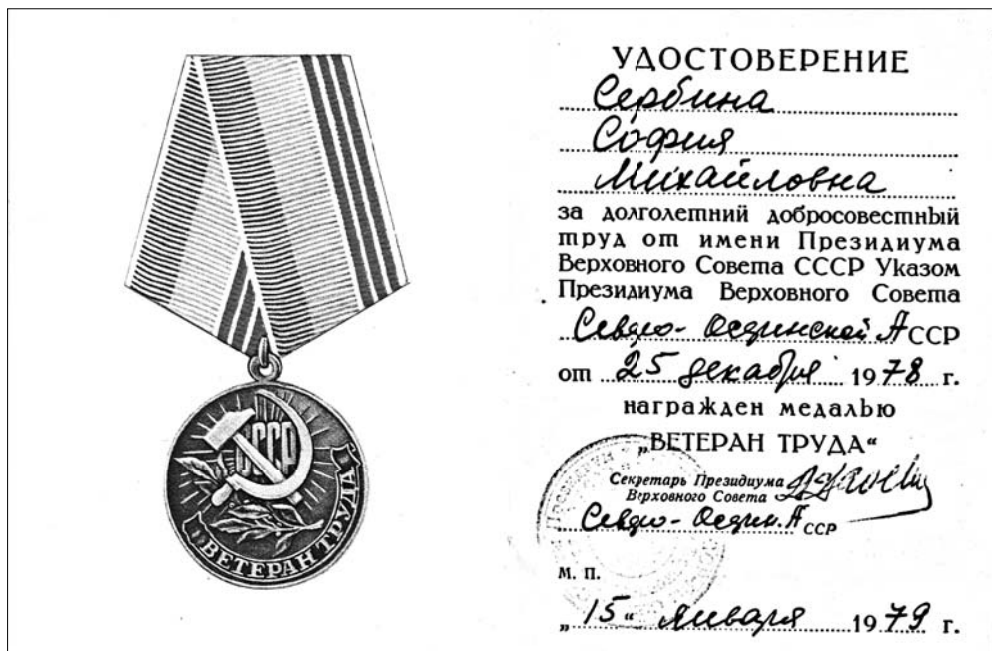 СССР
ВЕТЕРАН ТРУДА
УДОСТОВЕРЕНИЕ
Сербина
София
Михайловна
за долголетний добросовестный
труд от имени Президиума
Верховного Совета СССР Указом
Президиума Верховного Совета
Северо-Осетинской АССР
от 25 декабря 1978 г.
награжден медалью
„ВЕТЕРАН ТРУДА“
Секретарь Президиума
Верховного Совета
Северо-Осетин. АССР
М. П.
„15“ января 1979 г.